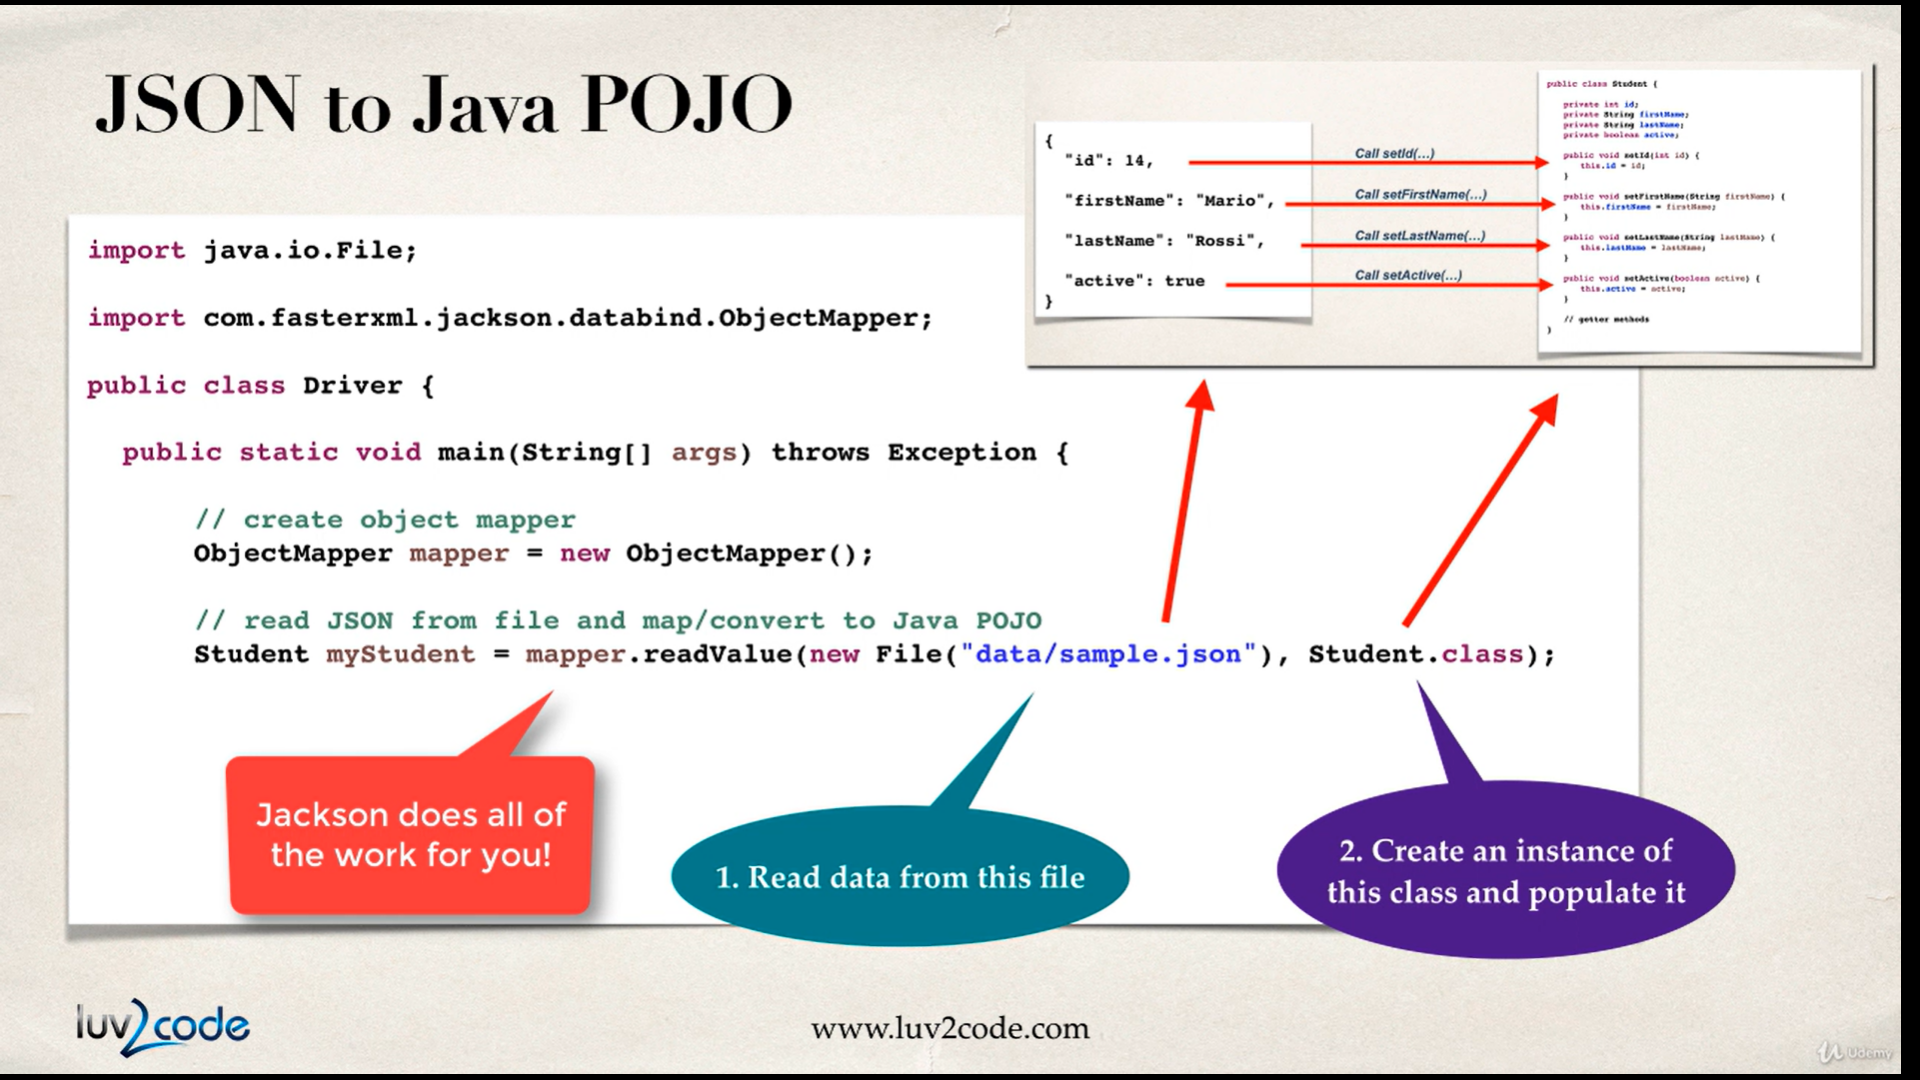 JSON to Java POJO
import java.io.File;
import com.fasterxml.jackson.databind.ObjectMapper;
public class Driver {
public static void main(String[] args) throws Exception {
// create object mapper
ObjectMapper mapper = new ObjectMapper();
// read JSON from file and map/convert to Java POJO
Student myStudent = mapper.readValue(new File("data/sample.json"), Student.class);
{
"id": 14,
"firstName": "Mario",
"lastName": "Rossi",
"active": true
}
Call setId(...)
Call setFirstName(...)
Call setLastName(...)
Call setActive(...)
public class Student {
private int id;
private String firstName;
private String lastName;
private boolean active;
public void setId(int id) {
this.id = id;
}
public void setFirstName(String firstName) {
this.firstName = firstName;
}
public void setLastName(String lastName) {
this.lastName = lastName;
}
public void setActive(boolean active) {
this.active = active;
}
// getter methods
}
Jackson does all of
the work for you!
1. Read data from this file
2. Create an instance of
this class and populate it
luv2code
www.luv2code.com
Udemy